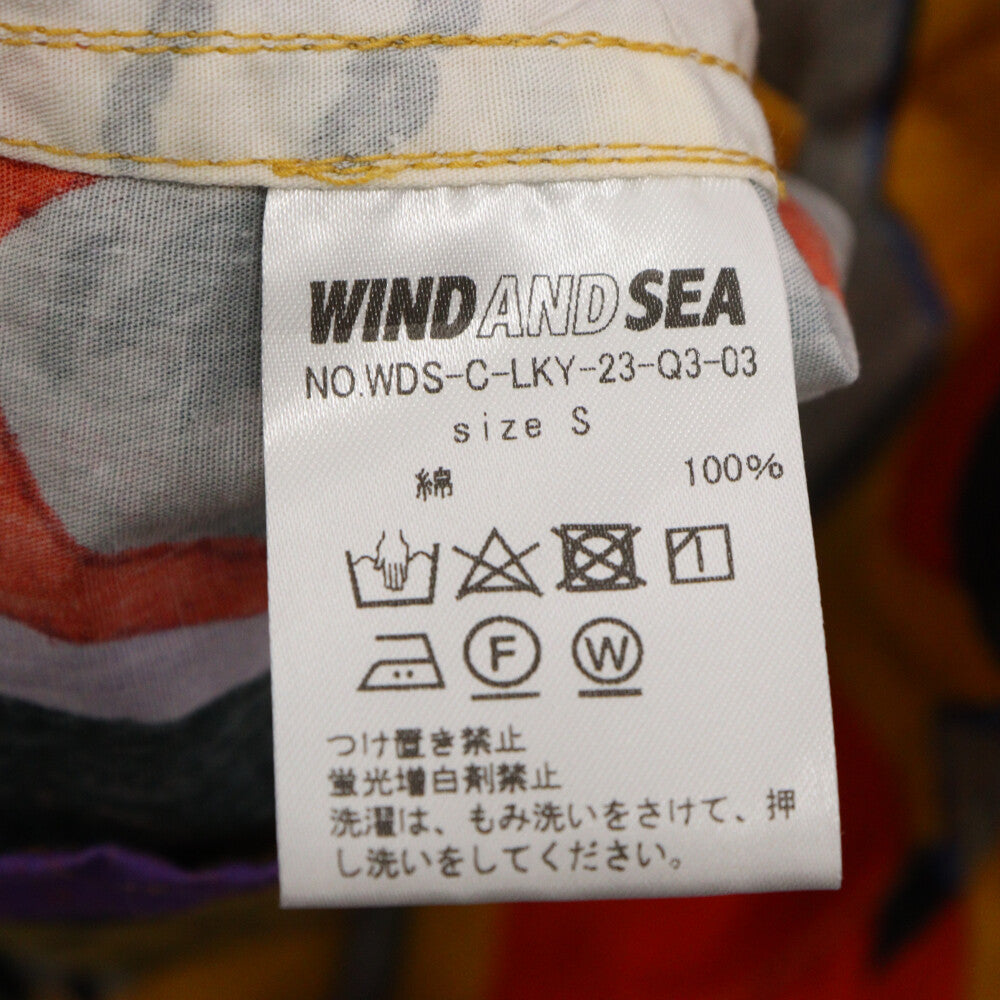 WIND AND SEA
NO.WDS-C-LKY-23-Q3-03
size S
綿 100%
F W
つけ置き禁止
蛍光増白剤禁止
洗濯は、もみ洗いをさけて、押
し洗いをしてください。